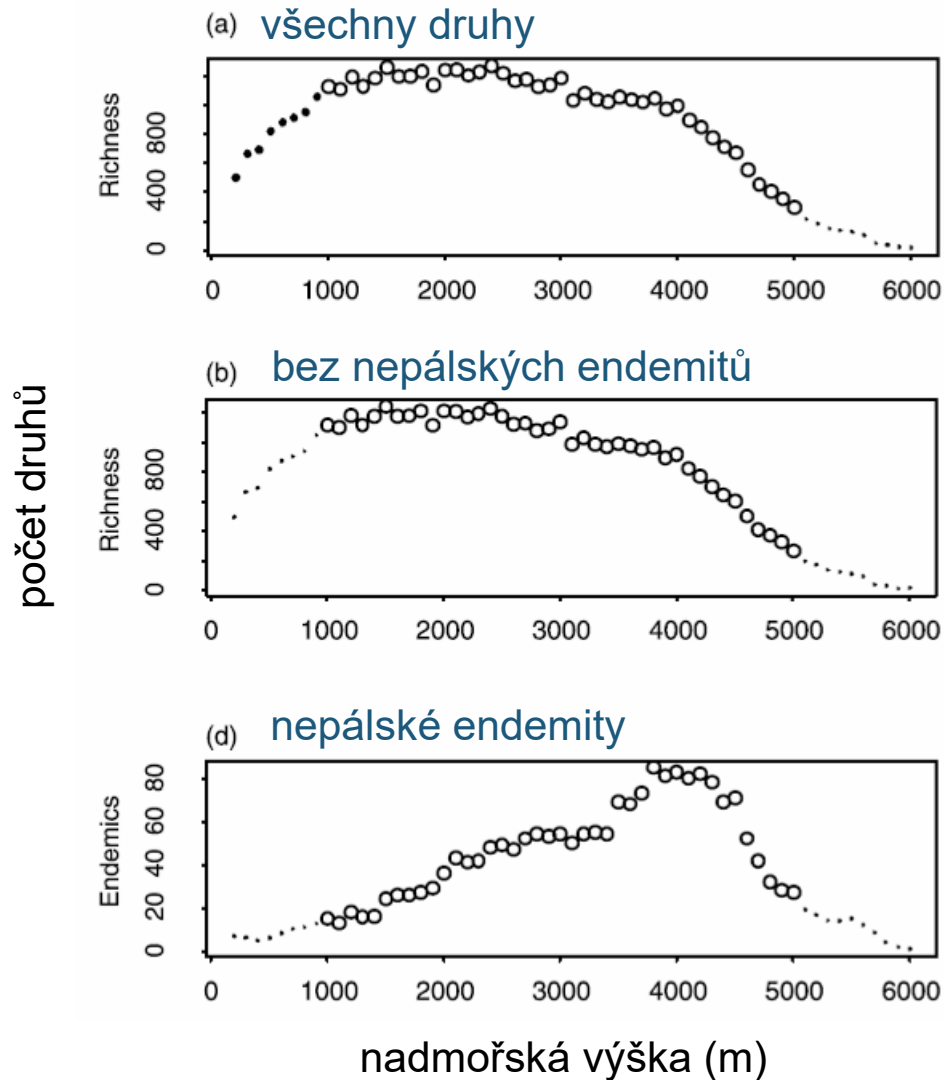 (a) všechny druhy
Richness
800
400
0
0 1000 2000 3000 4000 5000 6000
(b) bez nepálských endemitů
počet druhů
Richness
800
400
0
0 1000 2000 3000 4000 5000 6000
(d) nepálské endemity
Endemics
80
60
40
20
0
0 1000 2000 3000 4000 5000 6000
nadmořská výška (m)